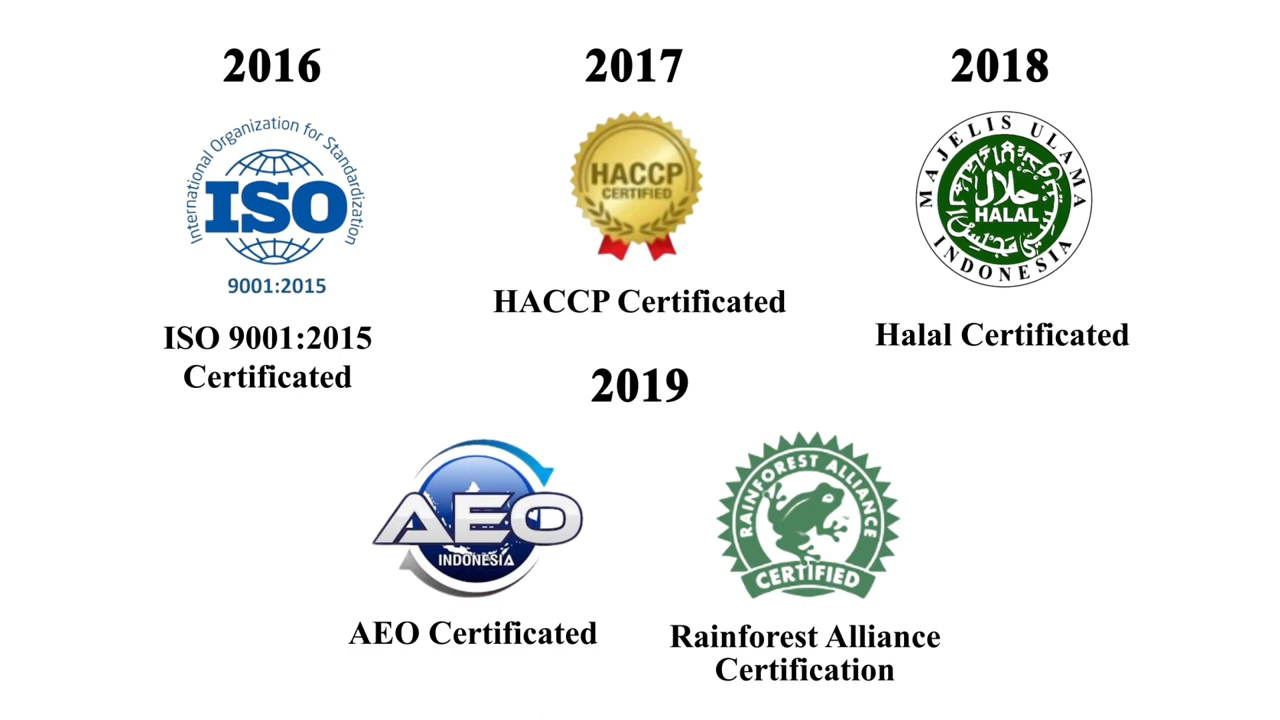 2016
2017
2018
International Organization for Standardization
ISO
9001:2015
HACCP
CERTIFIED
MAJELIS ULAMA
حلال
HALAL
INDONESIA
ISO 9001:2015
Certificated
HACCP Certificated
Halal Certificated
2019
AEO
INDONESIA
RAINFOREST ALLIANCE
CERTIFIED
AEO Certificated
Rainforest Alliance
Certification